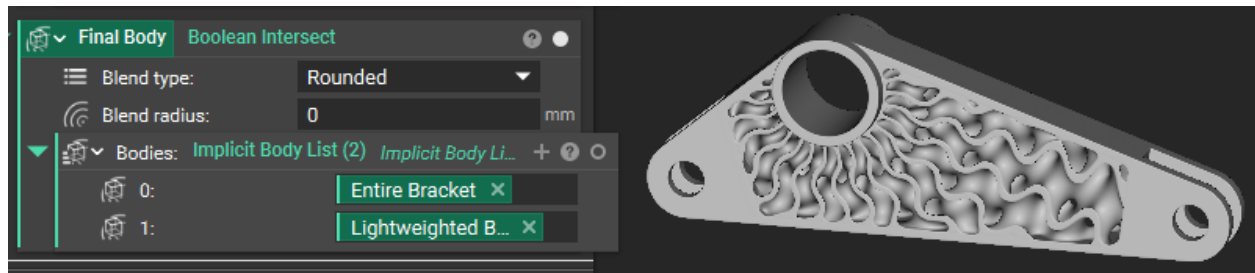 Final Body Boolean Intersect
Blend type: Rounded
Blend radius: 0 mm
Bodies: Implicit Body List (2) Implicit Body Li...
0: Entire Bracket
1: Lightweighted B...